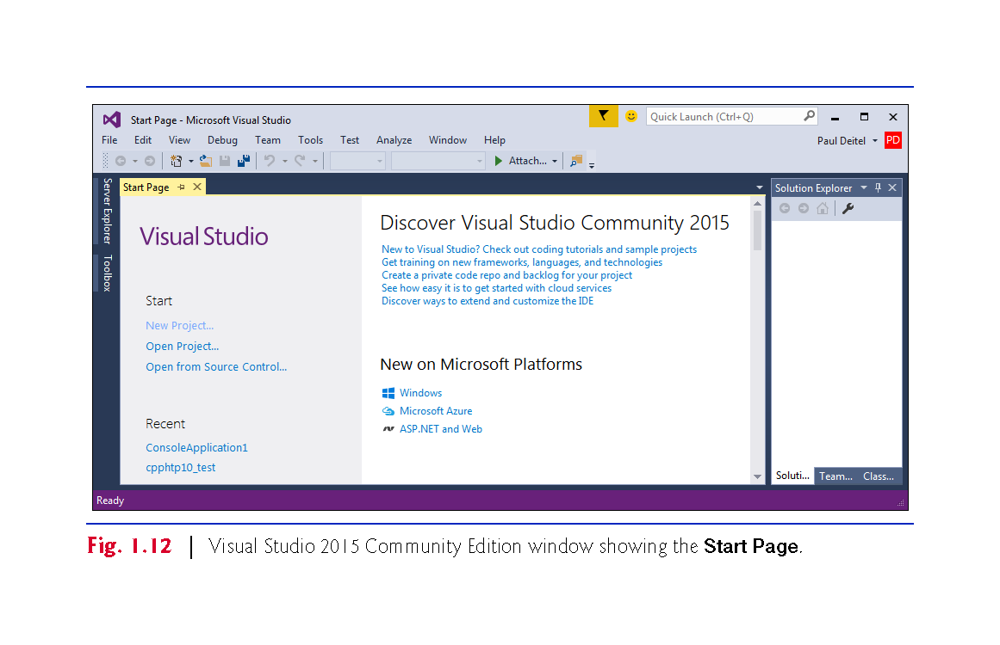 Start Page - Microsoft Visual Studio
Quick Launch (Ctrl+Q)
File Edit View Debug Team Tools Test Analyze Window Help
Paul Deitel PD
Attach...
Server Explorer
Toolbox
Start Page
Visual Studio
Start
New Project...
Open Project...
Open from Source Control...
Recent
ConsoleApplication1
cpphtp10_test
Discover Visual Studio Community 2015
New to Visual Studio? Check out coding tutorials and sample projects
Get training on new frameworks, languages, and technologies
Create a private code repo and backlog for your project
See how easy it is to get started with cloud services
Discover ways to extend and customize the IDE
New on Microsoft Platforms
Windows
Microsoft Azure
ASP.NET and Web
Solution Explorer
Soluti... Team... Class...
Ready
Fig. 1.12 | Visual Studio 2015 Community Edition window showing the Start Page.